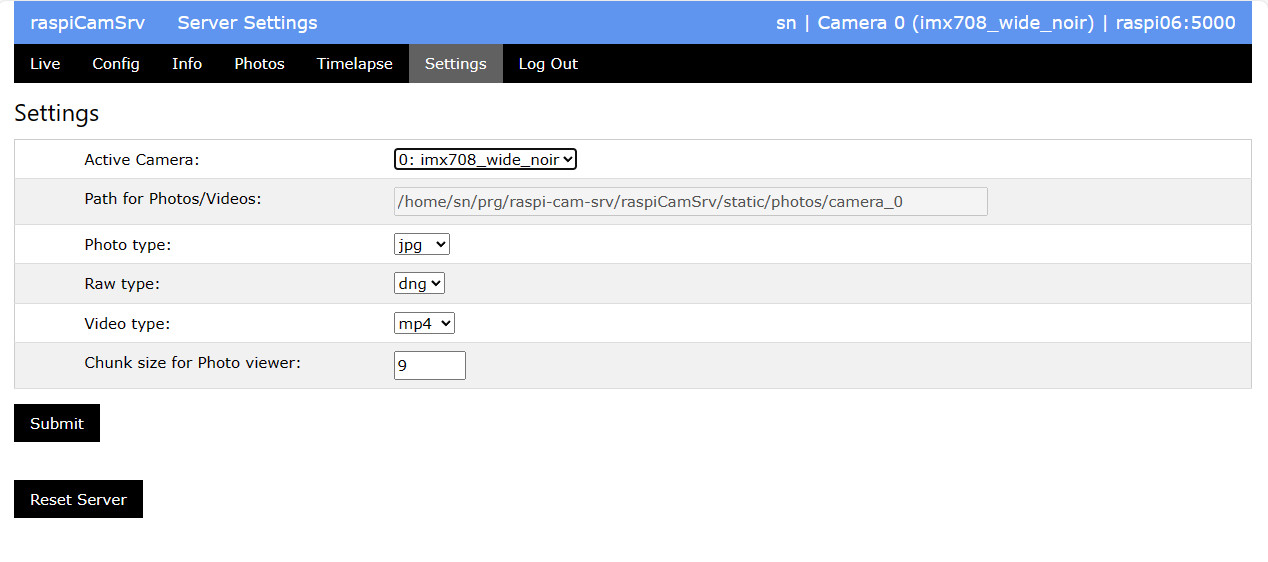 raspiCamSrv Server Settings sn | Camera 0 (imx708_wide_noir) | raspi06:5000
Live Config Info Photos Timelapse Settings Log Out
Settings
Active Camera: 0: imx708_wide_noir
Path for Photos/Videos: /home/sn/prg/raspi-cam-srv/raspiCamSrv/static/photos/camera_0
Photo type: jpg
Raw type: dng
Video type: mp4
Chunk size for Photo viewer: 9
Submit
Reset Server